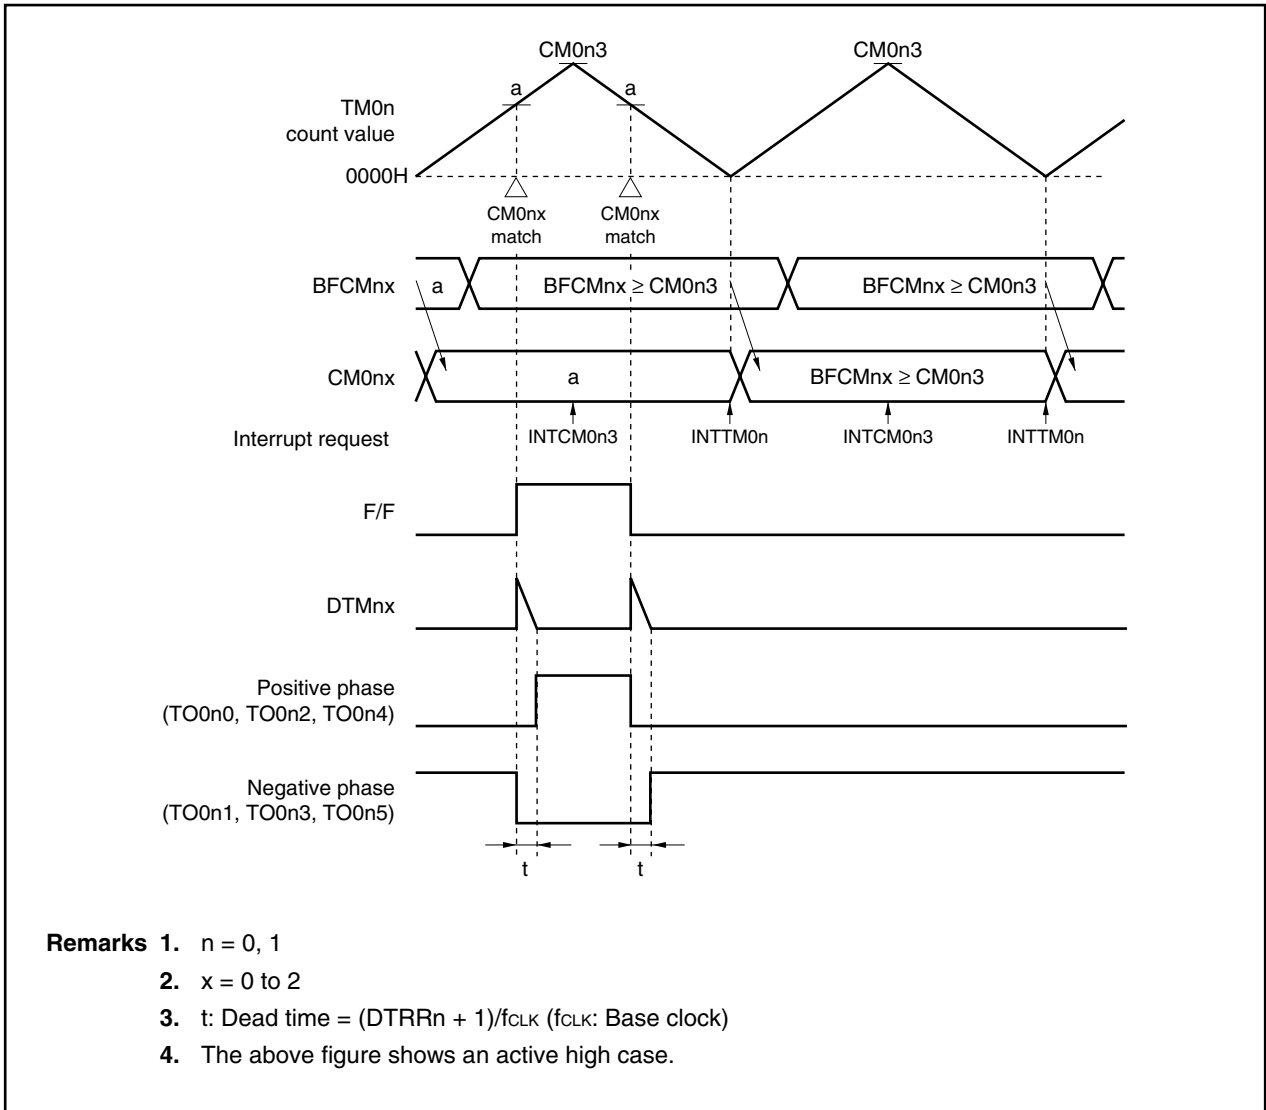 CM0n3 CM0n3
a a
TM0n
count value
0000H
CM0nx
match
CM0nx
match
BFCMnx a BFCMnx ≥ CM0n3 BFCMnx ≥ CM0n3
CM0nx a BFCMnx ≥ CM0n3
Interrupt request INTCM0n3 INTTM0n INTCM0n3 INTTM0n
F/F
DTMnx
Positive phase
(TO0n0, TO0n2, TO0n4)
Negative phase
(TO0n1, TO0n3, TO0n5)
t t
Remarks 1. n = 0, 1
2. x = 0 to 2
3. t: Dead time = (DTRRn + 1)/fCLK (fCLK: Base clock)
4. The above figure shows an active high case.